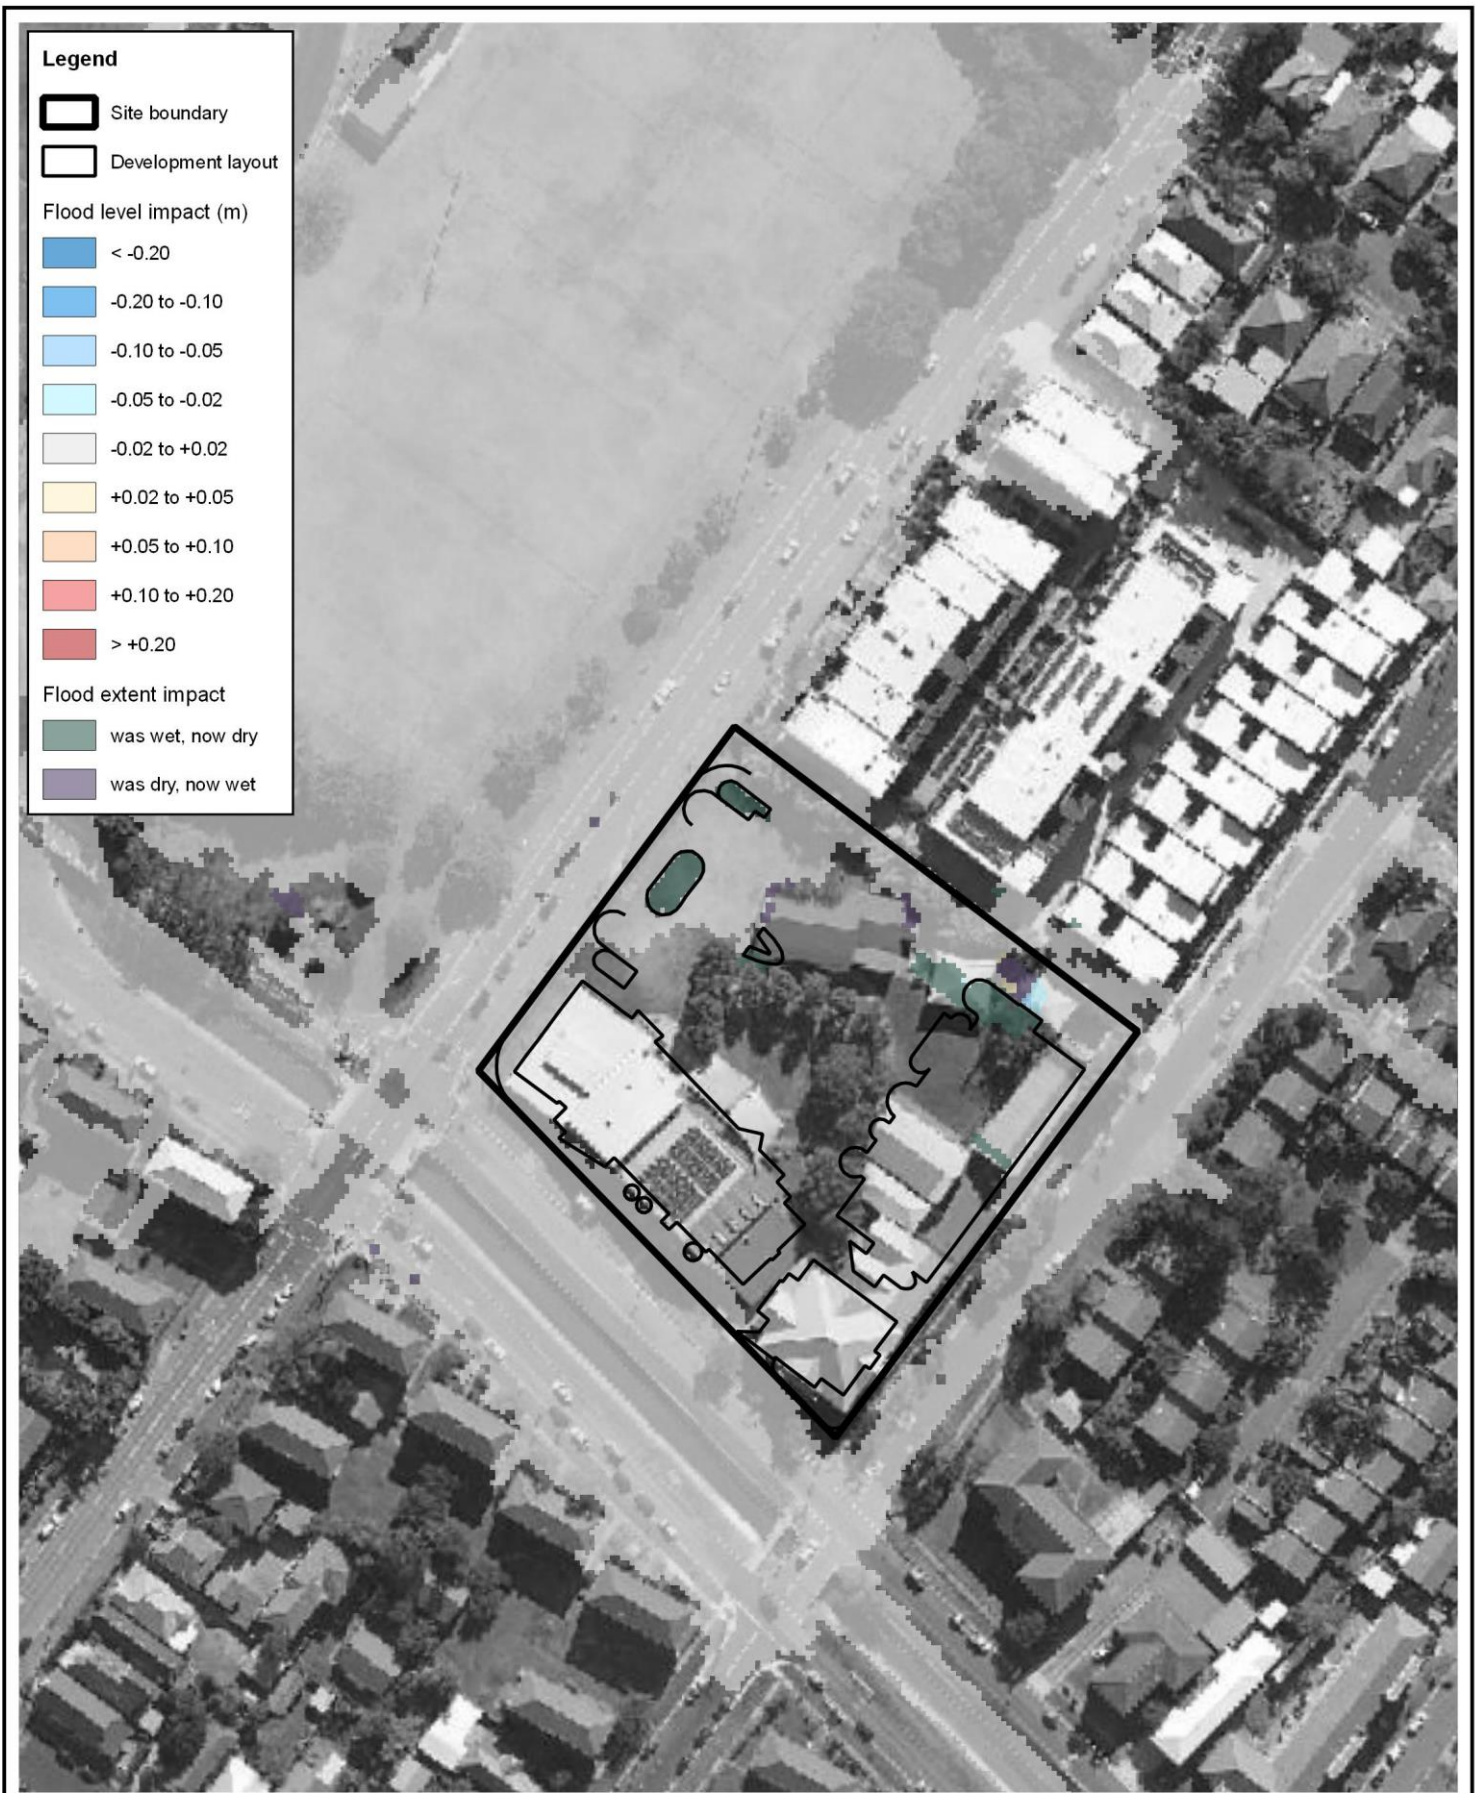 Legend
Site boundary
Development layout
Flood level impact (m)
< -0.20
-0.20 to -0.10
-0.10 to -0.05
-0.05 to -0.02
-0.02 to +0.02
+0.02 to +0.05
+0.05 to +0.10
+0.10 to +0.20
> +0.20
Flood extent impact
was wet, now dry
was dry, now wet